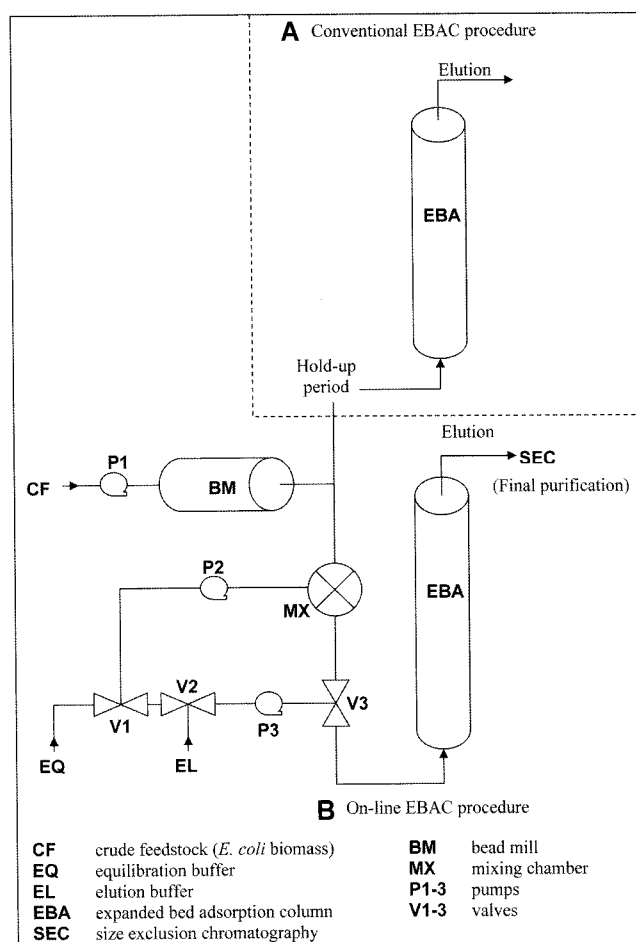 A Conventional EBAC procedure
Elution
EBA
Hold-up
period
Elution
P1
SEC
CF
BM
(Final purification)
P2
MX
EBA
V2
V3
V1
P3
EQ
EL
B On-line EBAC procedure
CF crude feedstock (E. coli biomass)
EQ equilibration buffer
EL elution buffer
EBA expanded bed adsorption column
SEC size exclusion chromatography
BM bead mill
MX mixing chamber
P1-3 pumps
V1-3 valves